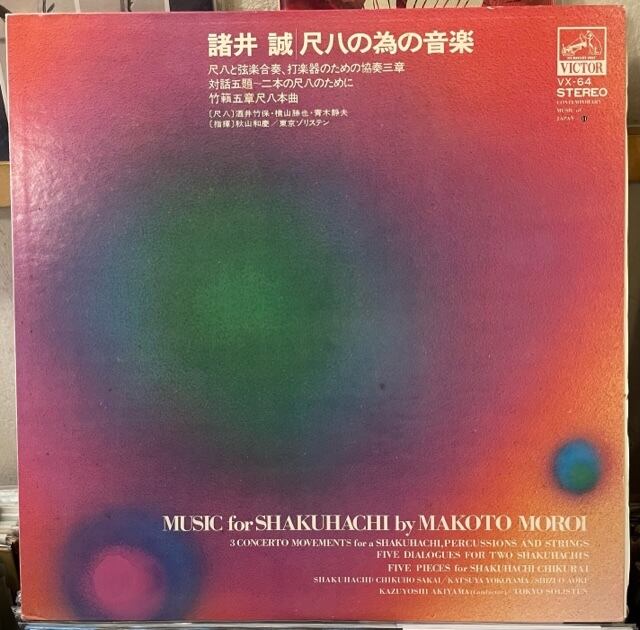 諸井 誠|尺八の為の音楽
尺八と弦楽合奏、打楽器のための協奏三章
対話五題—二本の尺八のために
竹籟五章尺八本曲
〔尺八〕酒井竹保・横山勝也・青木静夫
〔指揮〕秋山和慶/東京ゾリステン
VICTOR
VX-64
STEREO
CONTEMPORARY
MUSIC of
JAPAN
MUSIC for SHAKUHACHI by MAKOTO MOROI
3 CONCERTO MOVEMENTS for a SHAKUHACHI, PERCUSSIONS AND STRINGS
FIVE DIALOGUES FOR TWO SHAKUHACHIS
FIVE PIECES for SHAKUHACHI CHIKURAI
SHAKUHACHI: CHIKUHO SAKAI/KATSUYA YOKOYAMA/SHIZUO AOKI
KAZUYOSHI AKIYAMA (Conductor)/TOKYO SOLISTEN